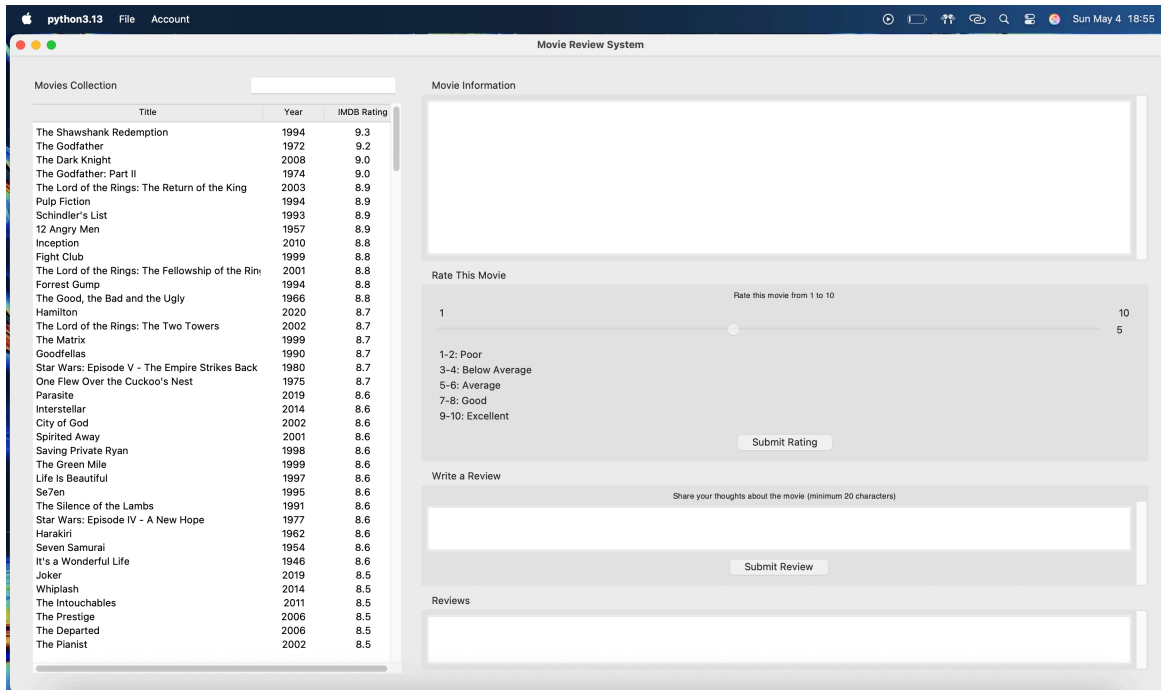 python3.13 File Account Sun May 4 18:55
Movie Review System
Movies Collection
Title Year IMDB Rating
The Shawshank Redemption 1994 9.3
The Godfather 1972 9.2
The Dark Knight 2008 9.0
The Godfather: Part II 1974 9.0
The Lord of the Rings: The Return of the King 2003 8.9
Pulp Fiction 1994 8.9
Schindler's List 1993 8.9
12 Angry Men 1957 8.9
Inception 2010 8.8
Fight Club 1999 8.8
The Lord of the Rings: The Fellowship of the Rin 2001 8.8
Forrest Gump 1994 8.8
The Good, the Bad and the Ugly 1966 8.8
Hamilton 2020 8.7
The Lord of the Rings: The Two Towers 2002 8.7
The Matrix 1999 8.7
Goodfellas 1990 8.7
Star Wars: Episode V - The Empire Strikes Back 1980 8.7
One Flew Over the Cuckoo's Nest 1975 8.7
Parasite 2019 8.6
Interstellar 2014 8.6
City of God 2002 8.6
Spirited Away 2001 8.6
Saving Private Ryan 1998 8.6
The Green Mile 1999 8.6
Life Is Beautiful 1997 8.6
Se7en 1995 8.6
The Silence of the Lambs 1991 8.6
Star Wars: Episode IV - A New Hope 1977 8.6
Harakiri 1962 8.6
Seven Samurai 1954 8.6
It's a Wonderful Life 1946 8.6
Joker 2019 8.5
Whiplash 2014 8.5
The Intouchables 2011 8.5
The Prestige 2006 8.5
The Departed 2006 8.5
The Pianist 2002 8.5
Movie Information
Rate This Movie
Rate this movie from 1 to 10
1 10
5
1-2: Poor
3-4: Below Average
5-6: Average
7-8: Good
9-10: Excellent
Submit Rating
Write a Review
Share your thoughts about the movie (minimum 20 characters)
Submit Review
Reviews